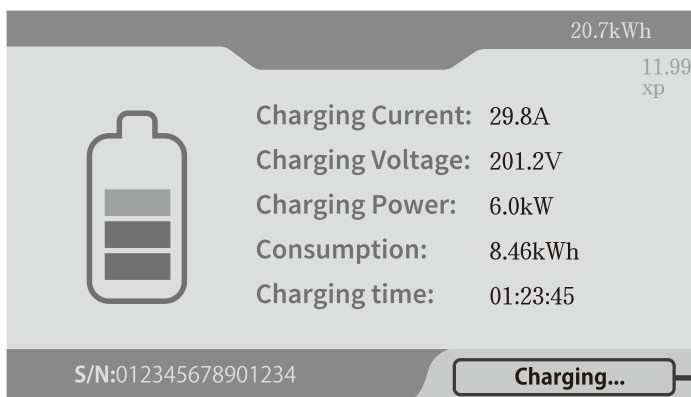 20.7kWh
11.99
xp
Charging Current: 29.8A
Charging Voltage: 201.2V
Charging Power: 6.0kW
Consumption: 8.46kWh
Charging time: 01:23:45
S/N:012345678901234
Charging...